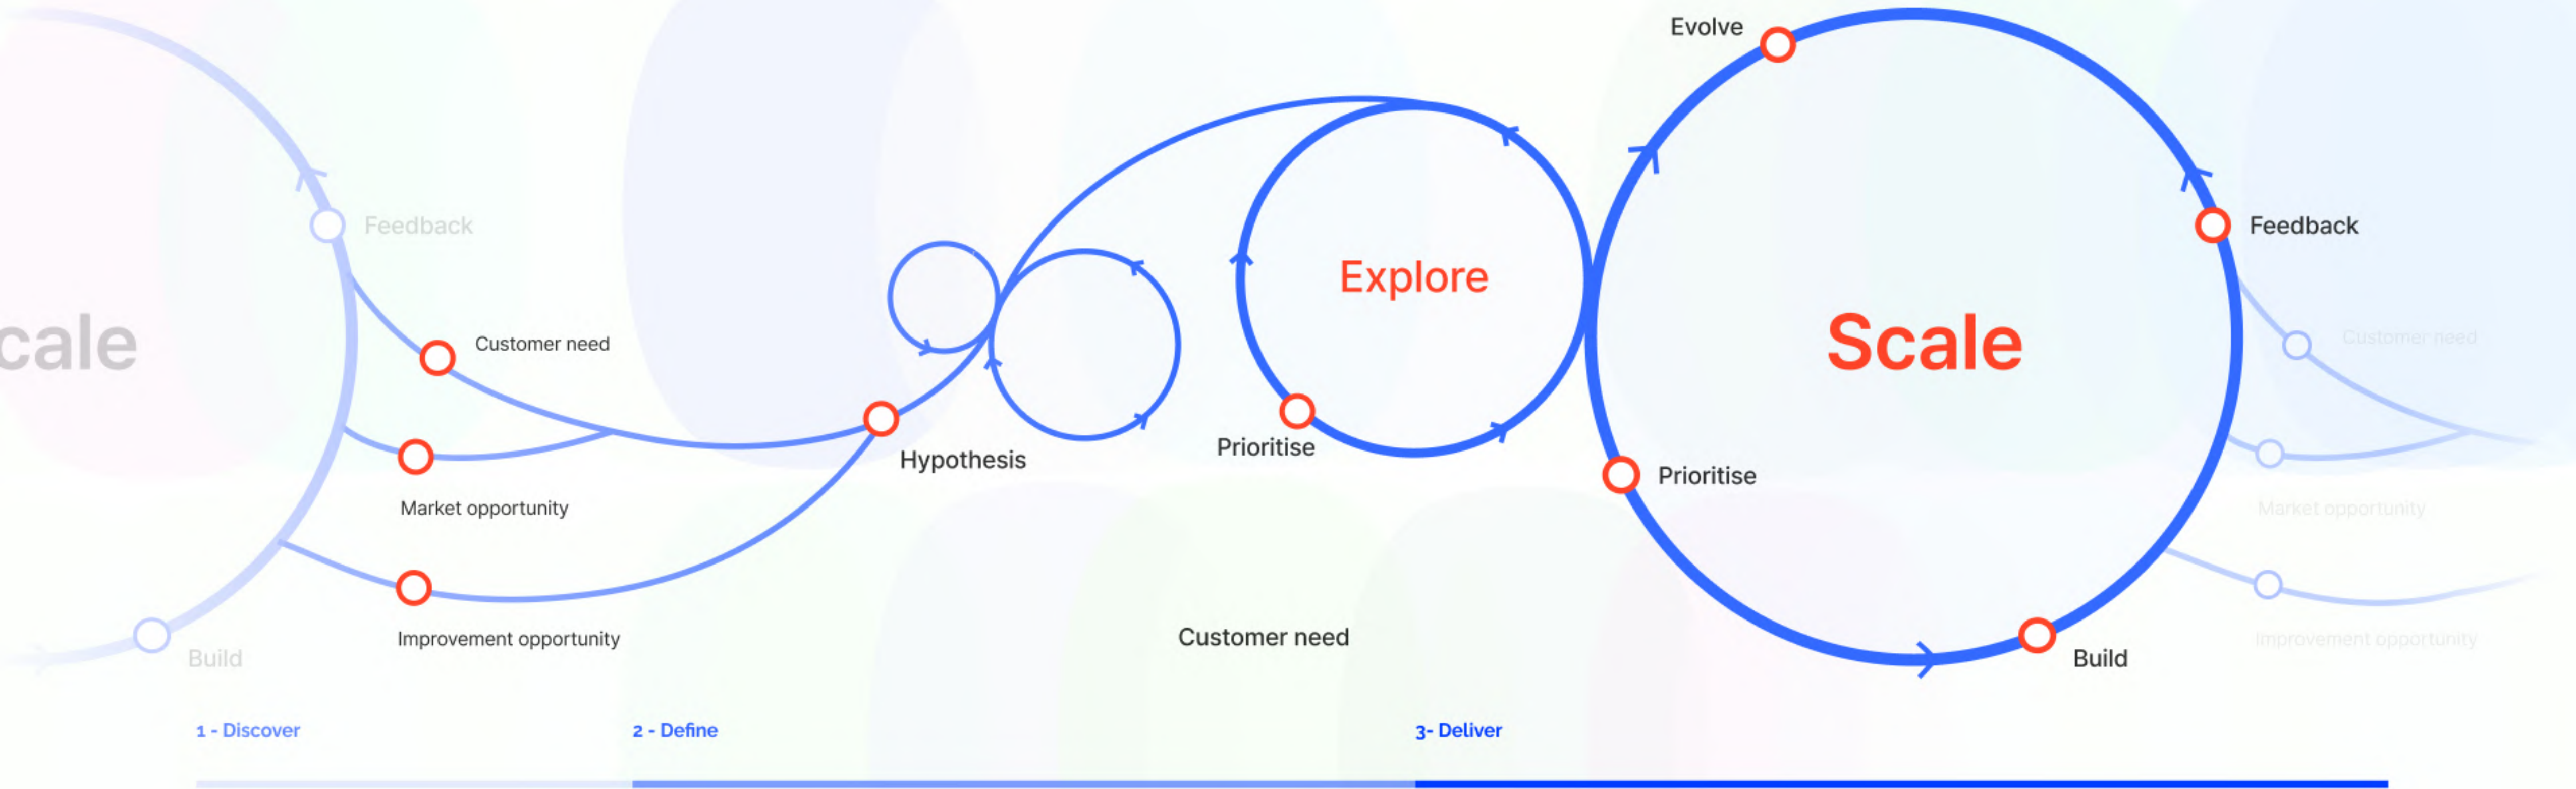 Evolve
Feedback
Feedback
Explore
cale
Customer need
Scale
Customer need
Hypothesis
Prioritise
Prioritise
Market opportunity
Market opportunity
Improvement opportunity
Customer need
Improvement opportunity
Build
Build
1 - Discover
2 - Define
3- Deliver